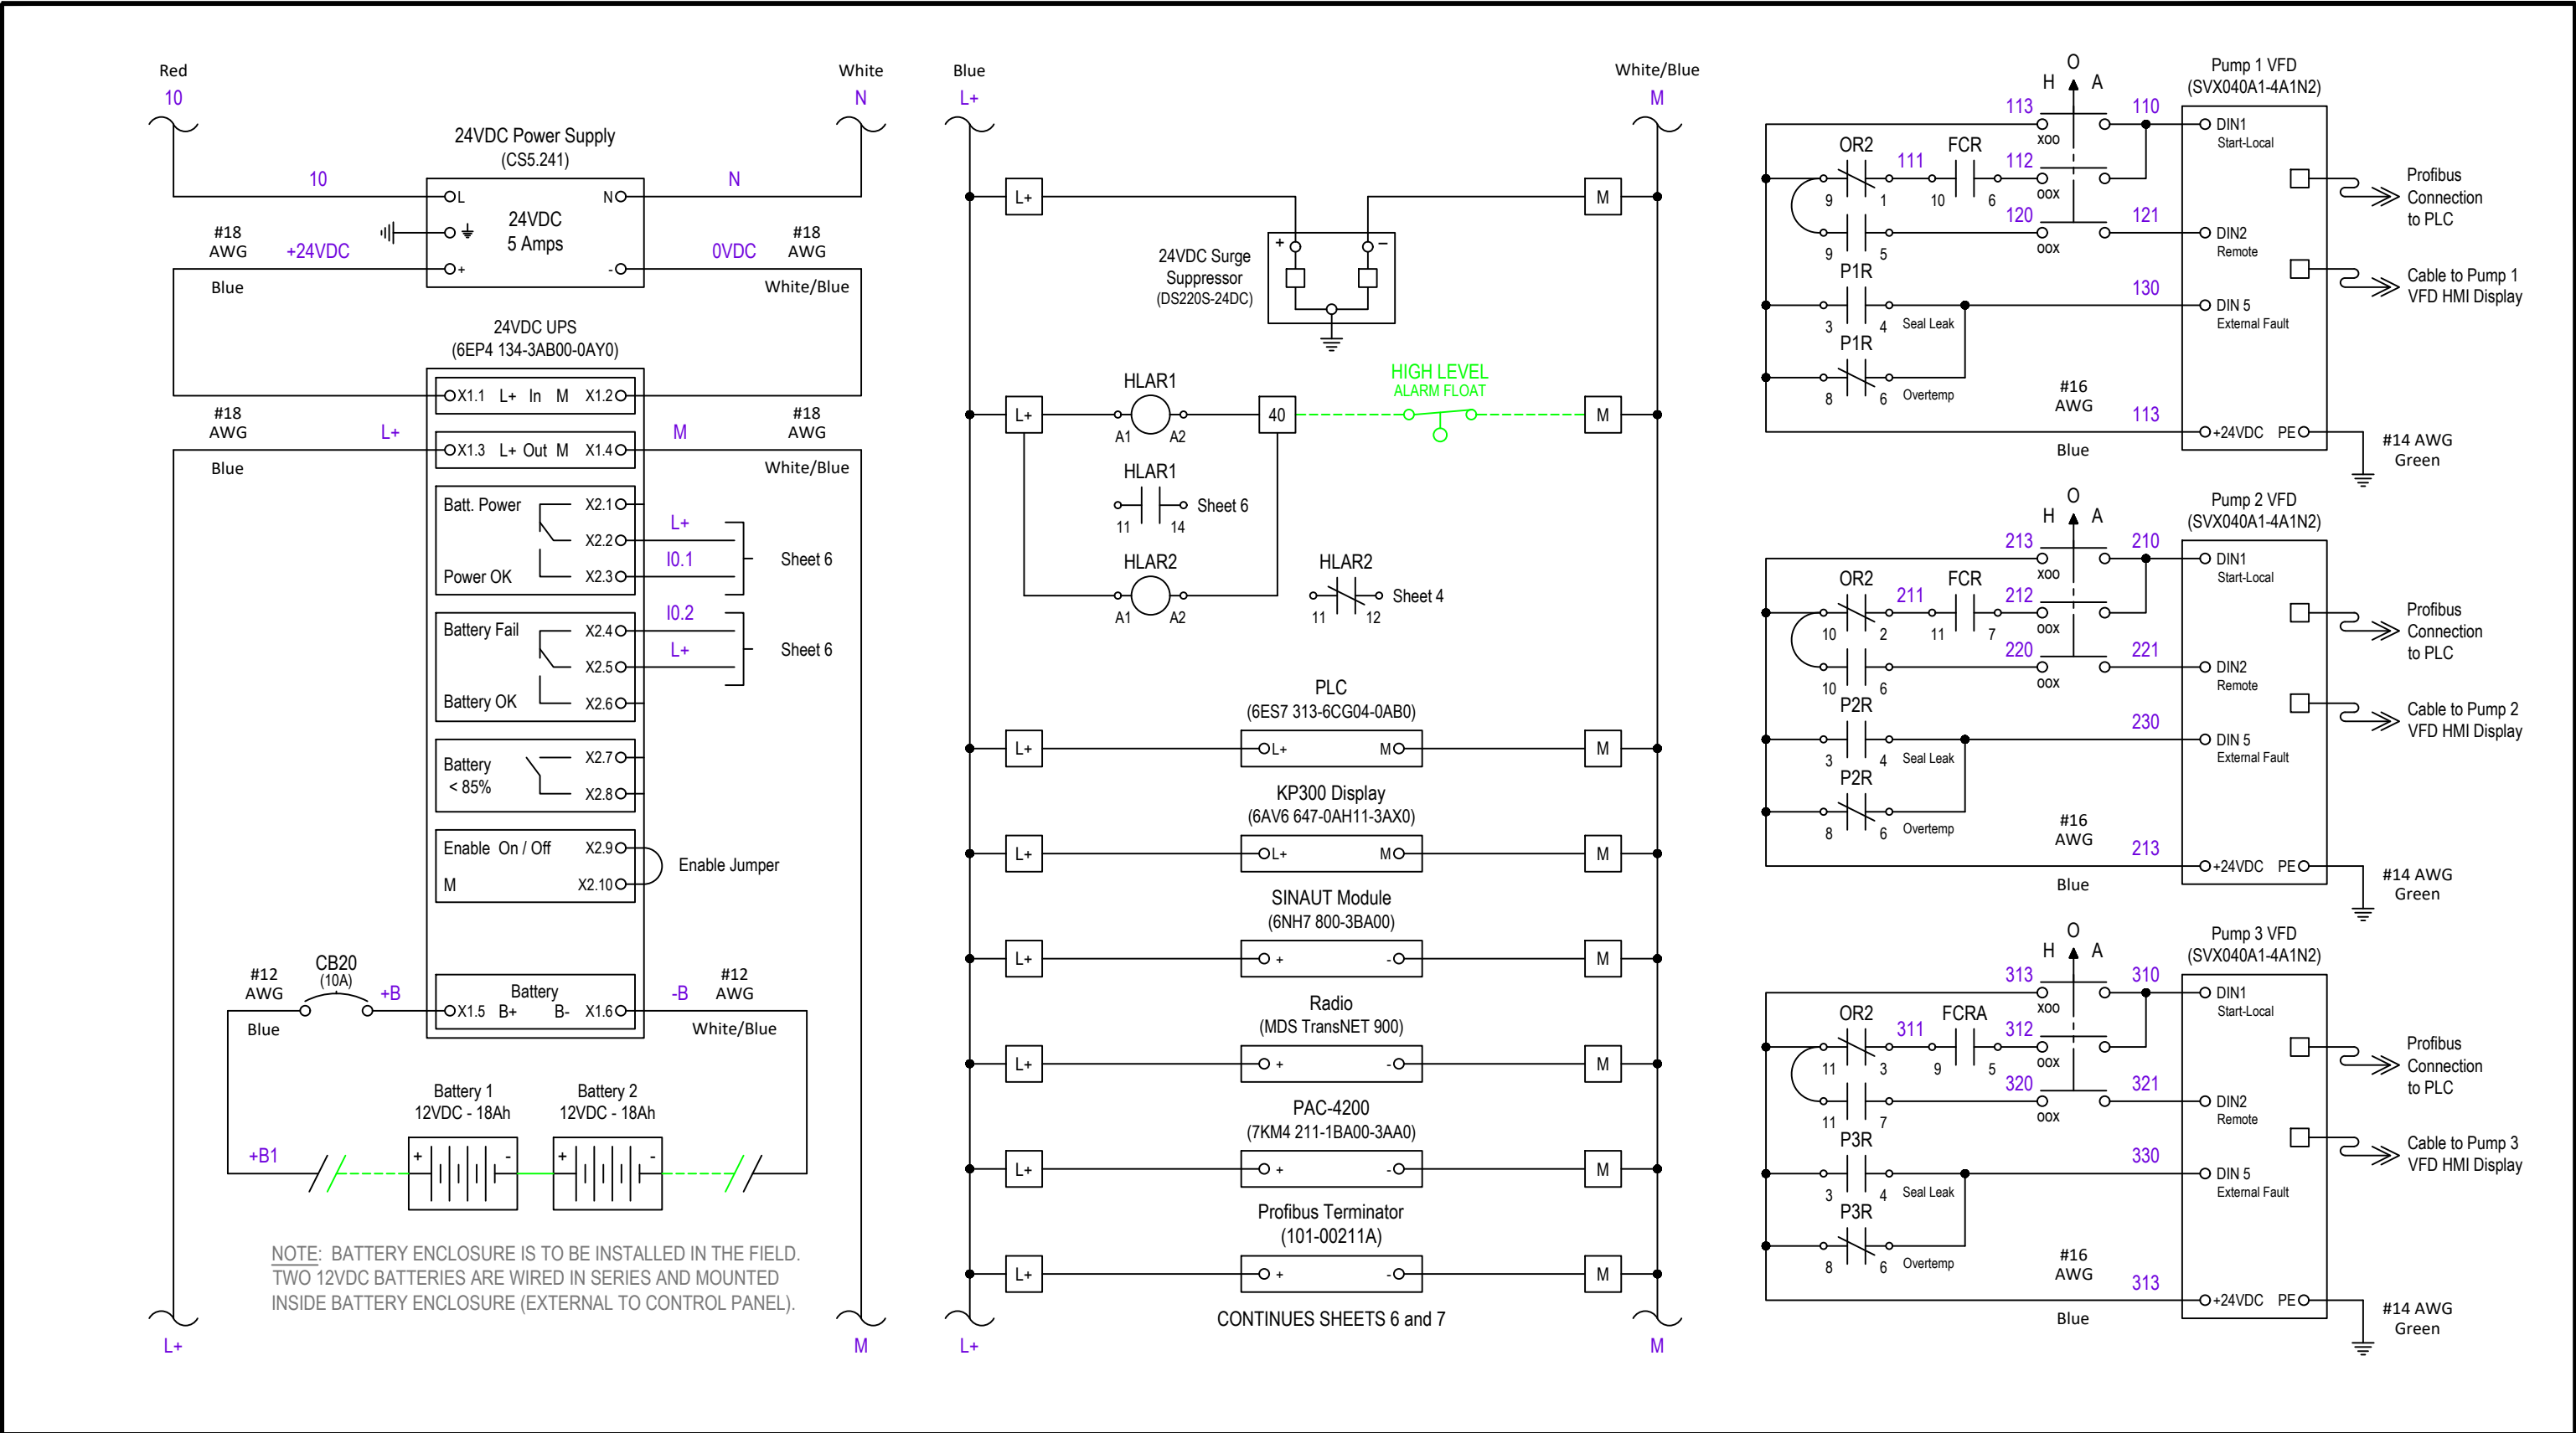 Red
10
White
N
24VDC Power Supply
(CS5.241)
10
N
L
N
24VDC
5 Amps
#18
AWG
+24VDC
Blue
+
-
0VDC
#18
AWG
White/Blue
24VDC UPS
(6EP4 134-3AB00-0AY0)
X1.1 L+ In M X1.2
#18
AWG
L+
Blue
X1.3 L+ Out M X1.4
M
#18
AWG
White/Blue
Batt. Power
X2.1
X2.2
L+
Power OK
X2.3
I0.1
Sheet 6
Battery Fail
X2.4
I0.2
X2.5
L+
Battery OK
X2.6
Sheet 6
Battery
< 85%
X2.7
X2.8
Enable On / Off
X2.9
M
X2.10
Enable Jumper
#12
AWG
Blue
CB20
(10A)
+B
Battery
X1.5 B+ B- X1.6
-B
#12
AWG
White/Blue
Battery 1
12VDC - 18Ah
Battery 2
12VDC - 18Ah
+B1
+ -
+ -
NOTE: BATTERY ENCLOSURE IS TO BE INSTALLED IN THE FIELD.
TWO 12VDC BATTERIES ARE WIRED IN SERIES AND MOUNTED
INSIDE BATTERY ENCLOSURE (EXTERNAL TO CONTROL PANEL).
L+
M
Blue
L+
White/Blue
M
L+
M
24VDC Surge
Suppressor
(DS220S-24DC)
+ -
HLAR1
L+
A1 A2
40
HIGH LEVEL
ALARM FLOAT
M
HLAR1
11 14
Sheet 6
HLAR2
A1 A2
HLAR2
11 12
Sheet 4
PLC
(6ES7 313-6CG04-0AB0)
L+
L+ M
M
KP300 Display
(6AV6 647-0AH11-3AX0)
L+
L+ M
M
SINAUT Module
(6NH7 800-3BA00)
L+
+ -
M
Radio
(MDS TransNET 900)
L+
+ -
M
PAC-4200
(7KM4 211-1BA00-3AA0)
L+
+ -
M
Profibus Terminator
(101-00211A)
L+
+ -
M
CONTINUES SHEETS 6 and 7
L+
M
O
H A
Pump 1 VFD
(SVX040A1-4A1N2)
113
xoo
110
DIN1
Start-Local
OR2
9 1
111
FCR
10 6
112
oox
9 5
120
oox
121
DIN2
Remote
P1R
3 4
Seal Leak
130
DIN 5
External Fault
P1R
8 6
Overtemp
#16
AWG
113
Blue
+24VDC PE
#14 AWG
Green
Profibus
Connection
to PLC
Cable to Pump 1
VFD HMI Display
O
H A
Pump 2 VFD
(SVX040A1-4A1N2)
213
xoo
210
DIN1
Start-Local
OR2
10 2
211
FCR
11 7
212
oox
10 6
220
oox
221
DIN2
Remote
P2R
3 4
Seal Leak
230
DIN 5
External Fault
P2R
8 6
Overtemp
#16
AWG
213
Blue
+24VDC PE
#14 AWG
Green
Profibus
Connection
to PLC
Cable to Pump 2
VFD HMI Display
O
H A
Pump 3 VFD
(SVX040A1-4A1N2)
313
xoo
310
DIN1
Start-Local
OR2
11 3
311
FCRA
9 5
312
oox
11 7
320
oox
321
DIN2
Remote
P3R
3 4
Seal Leak
330
DIN 5
External Fault
P3R
8 6
Overtemp
#16
AWG
313
Blue
+24VDC PE
#14 AWG
Green
Profibus
Connection
to PLC
Cable to Pump 3
VFD HMI Display